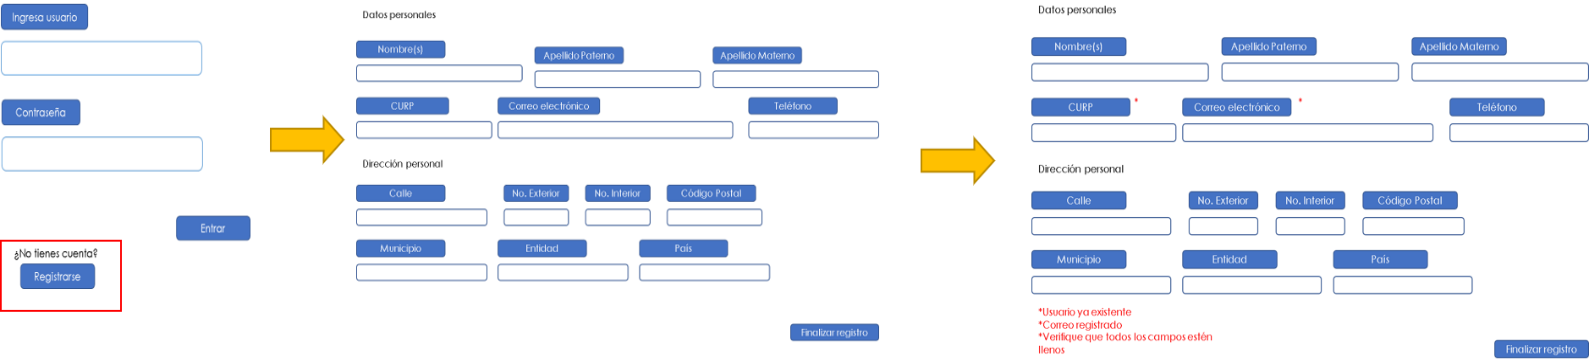 Ingresa usuario
Contraseña
Entrar
¿No tienes cuenta?
Registrarse
Datos personales
Nombre(s)
Apellido Paterno
Apellido Materno
CURP
Correo electrónico
Teléfono
Dirección personal
Calle
No. Exterior
No. Interior
Código Postal
Municipio
Entidad
País
Finalizar registro
Datos personales
Nombre(s)
Apellido Paterno
Apellido Materno
CURP *
Correo electrónico *
Teléfono
Dirección personal
Calle
No. Exterior
No. Interior
Código Postal
Municipio
Entidad
País
*Usuario ya existente
*Correo registrado
*Verifique que todos los campos estén
llenos
Finalizar registro